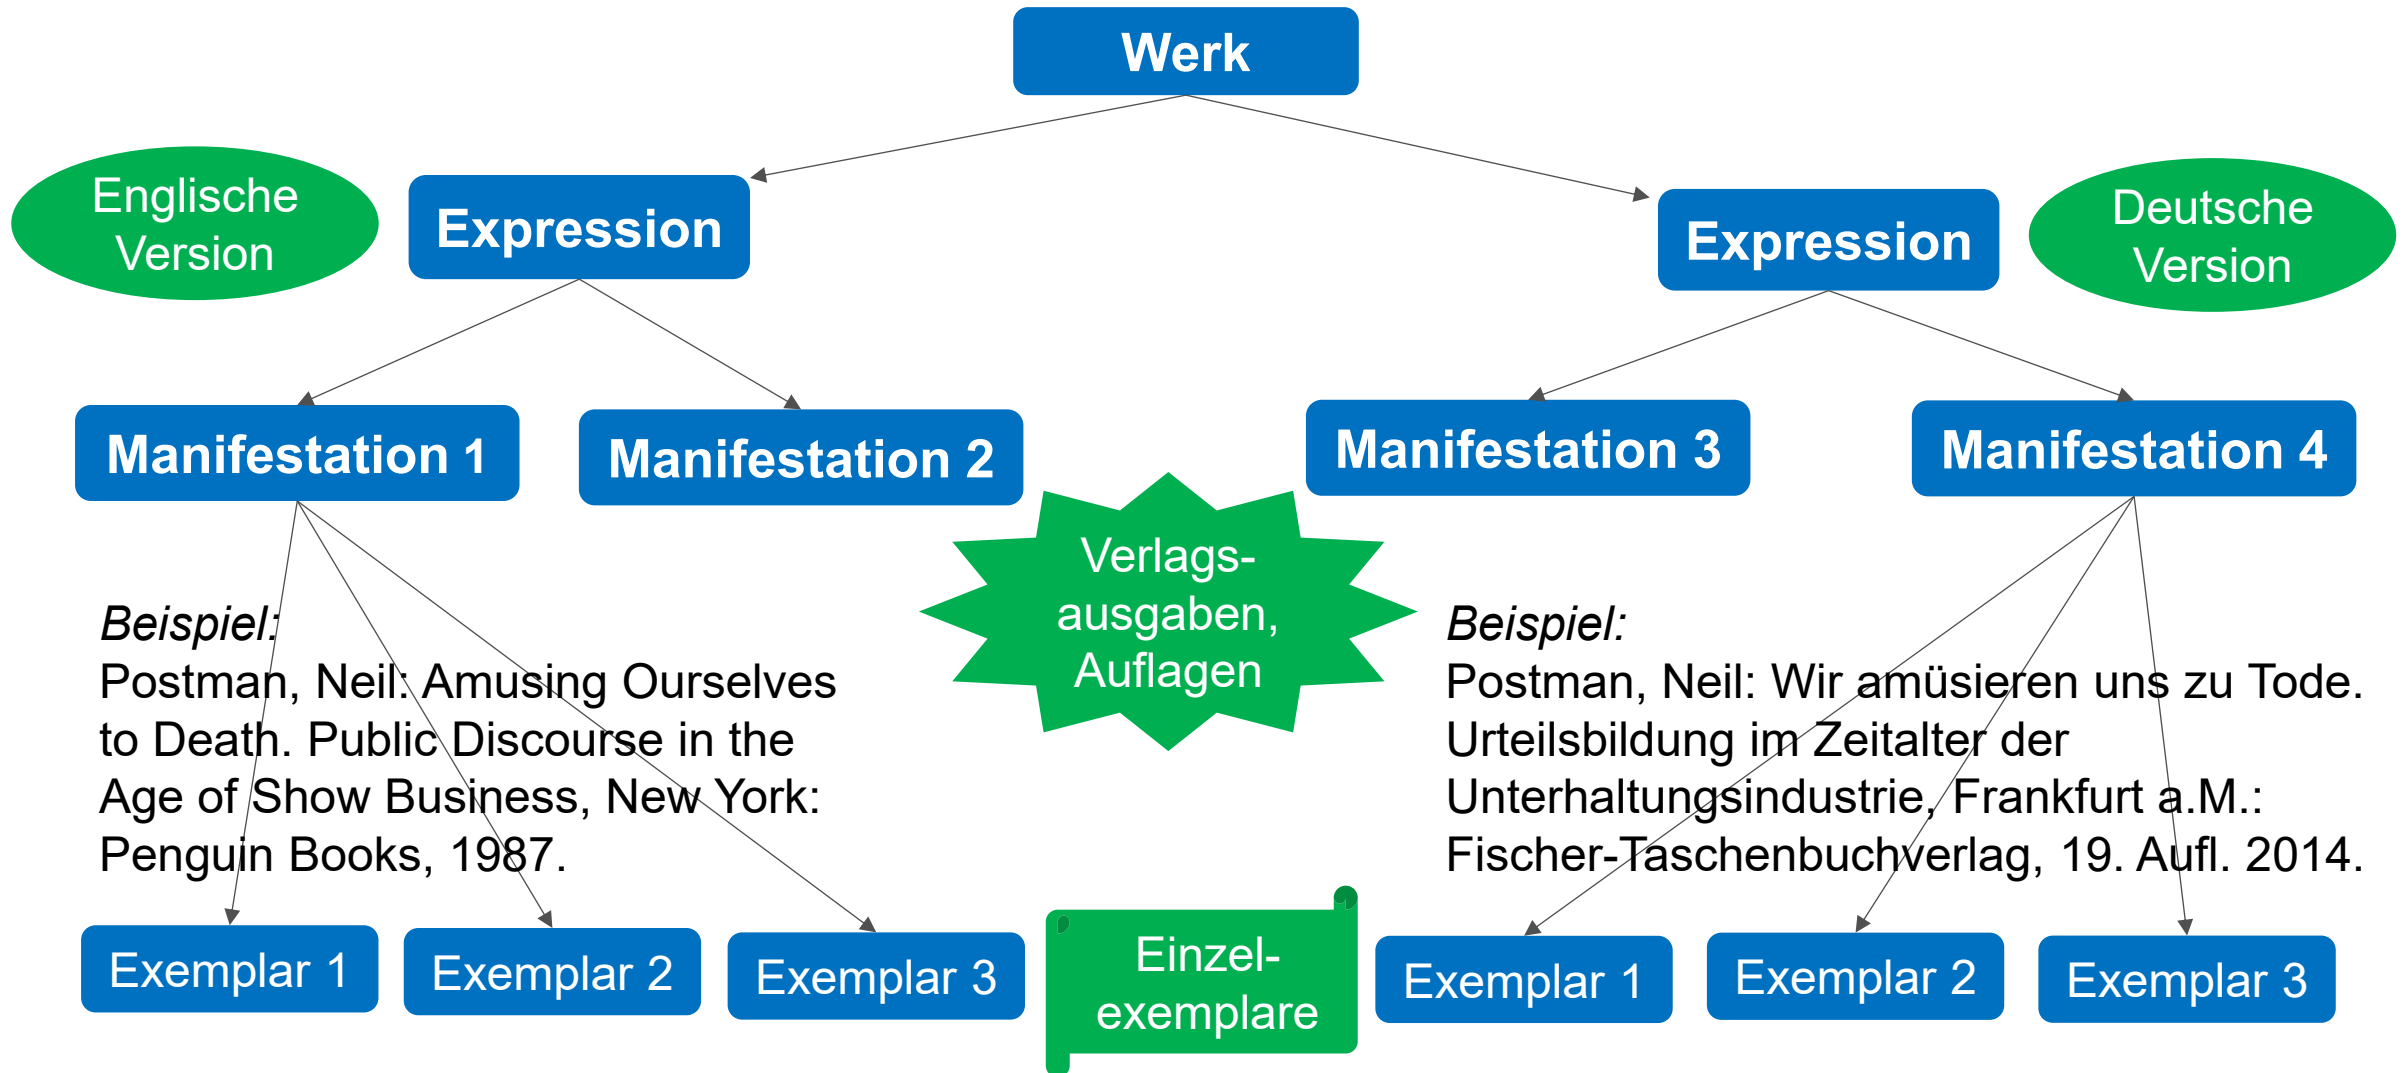 Werk
Englische
Version
Expression
Expression
Deutsche
Version
Manifestation 1
Manifestation 2
Manifestation 3
Manifestation 4
Verlags-
ausgaben,
Auflagen
Beispiel:
Postman, Neil: Amusing Ourselves
to Death. Public Discourse in the
Age of Show Business, New York:
Penguin Books, 1987.
Beispiel:
Postman, Neil: Wir amüsieren uns zu Tode.
Urteilsbildung im Zeitalter der
Unterhaltungsindustrie, Frankfurt a.M.:
Fischer-Taschenbuchverlag, 19. Aufl. 2014.
Exemplar 1
Exemplar 2
Exemplar 3
Einzel-
exemplare
Exemplar 1
Exemplar 2
Exemplar 3